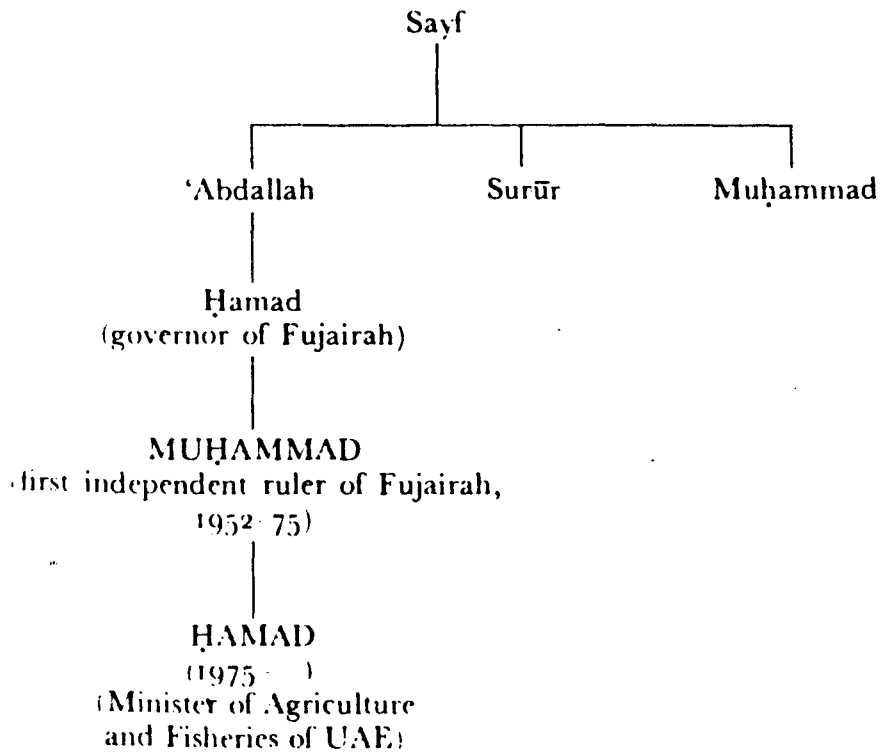 Sayf
‘Abdallah Surūr Muḥammad
Ḥamad
(governor of Fujairah)
MUḤAMMAD
(first independent ruler of Fujairah,
1952-75)
ḤAMAD
(1975- )
(Minister of Agriculture
and Fisheries of UAE)